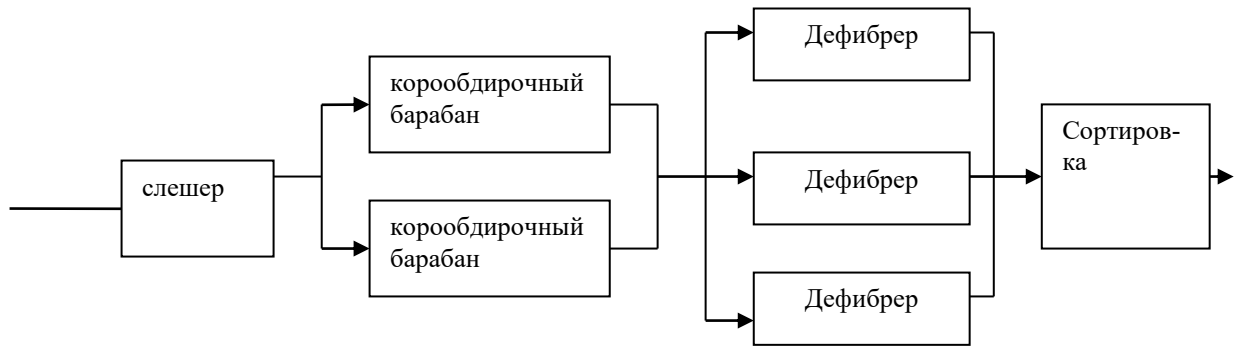 слешер
корообдирочный
барабан
корообдирочный
барабан
Дефибрер
Дефибрер
Дефибрер
Сортиров-
ка